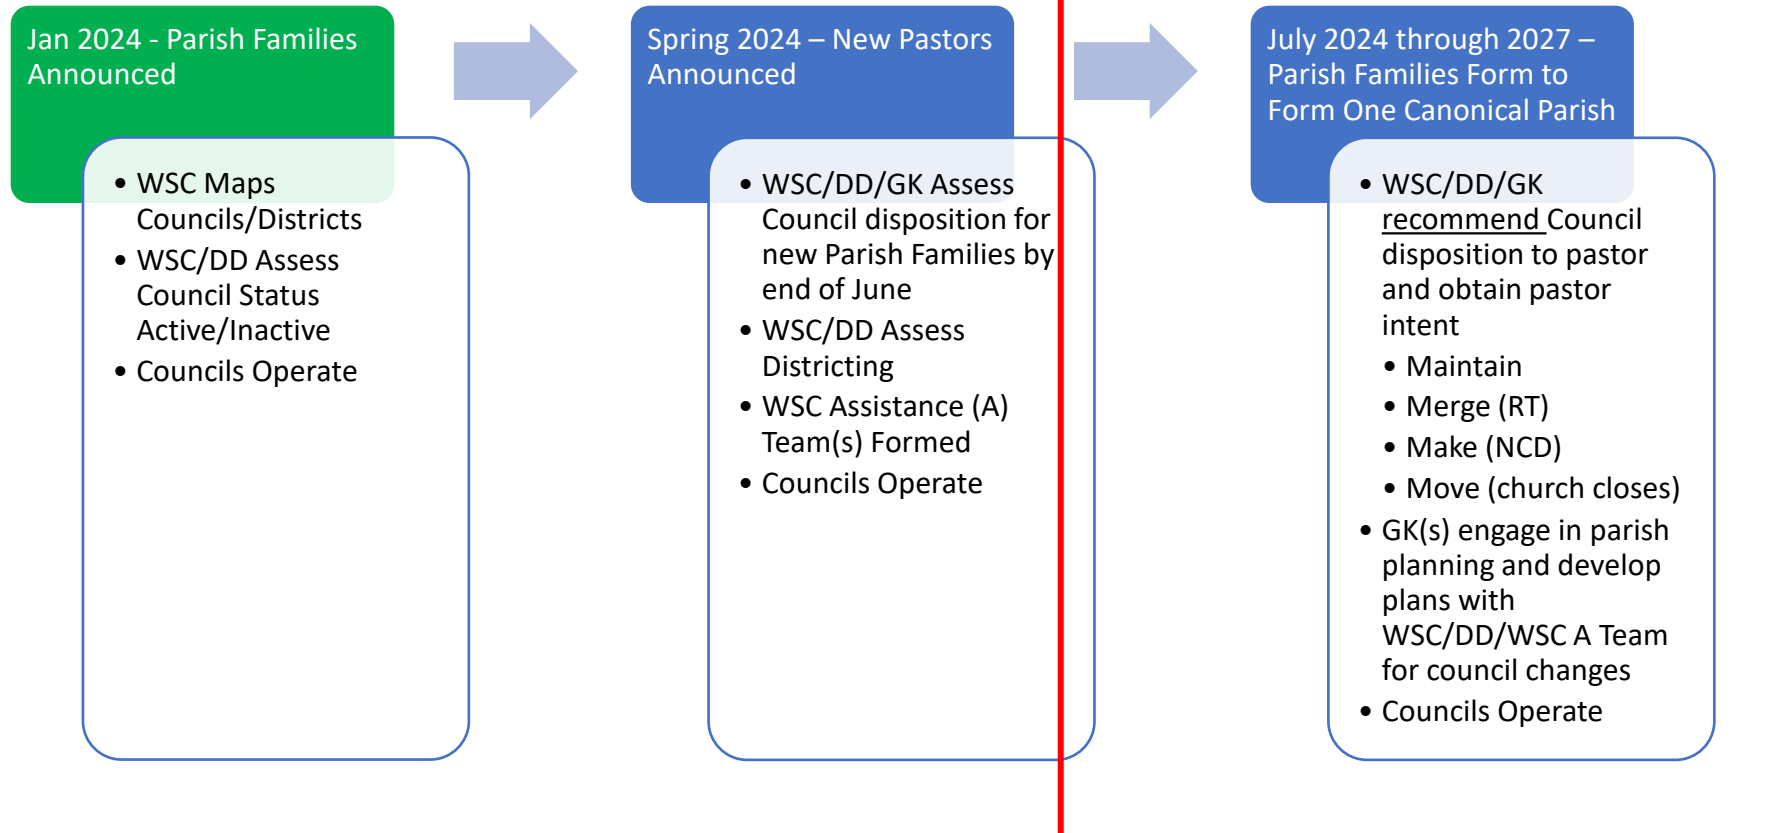 Jan 2024 - Parish Families
Announced
• WSC Maps
Councils/Districts
• WSC/DD Assess
Council Status
Active/Inactive
• Councils Operate
Spring 2024 – New Pastors
Announced
• WSC/DD/GK Assess
Council disposition for
new Parish Families by
end of June
• WSC/DD Assess
Districting
• WSC Assistance (A)
Team(s) Formed
• Councils Operate
July 2024 through 2027 –
Parish Families Form to
Form One Canonical Parish
• WSC/DD/GK
recommend Council
disposition to pastor
and obtain pastor
intent
• Maintain
• Merge (RT)
• Make (NCD)
• Move (church closes)
• GK(s) engage in parish
planning and develop
plans with
WSC/DD/WSC A Team
for council changes
• Councils Operate